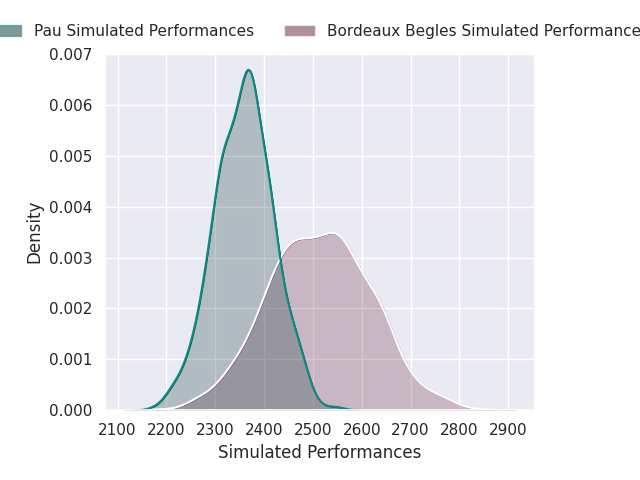 Pau Simulated Performances
Bordeaux Begles Simulated Performance
0.007
0.006
0.005
0.004
0.003
0.002
0.001
0.000
Density
2100 2200 2300 2400 2500 2600 2700 2800 2900
Simulated Performances